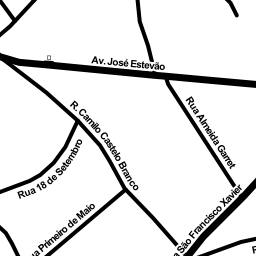 Av. José Estevão
R. Camilo Castelo Branco
Rua Almeida Garret
Rua 18 de Setembro
Primeiro de Maio
São Francisco Xavier